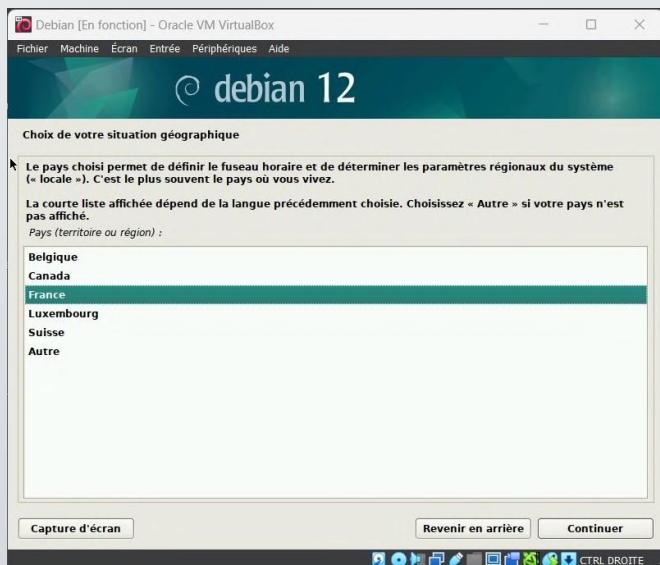 Debian [En fonction] - Oracle VM VirtualBox
Fichier Machine Écran Entrée Périphériques Aide
debian 12
Choix de votre situation géographique
Le pays choisi permet de définir le fuseau horaire et de déterminer les paramètres régionaux du système
(« locale »). C'est le plus souvent le pays où vous vivez.
La courte liste affichée dépend de la langue précédemment choisie. Choisissez « Autre » si votre pays n'est
pas affiché.
Pays (territoire ou région) :
Belgique
Canada
France
Luxembourg
Suisse
Autre
Capture d'écran Revenir en arrière Continuer
CTRL DROITE